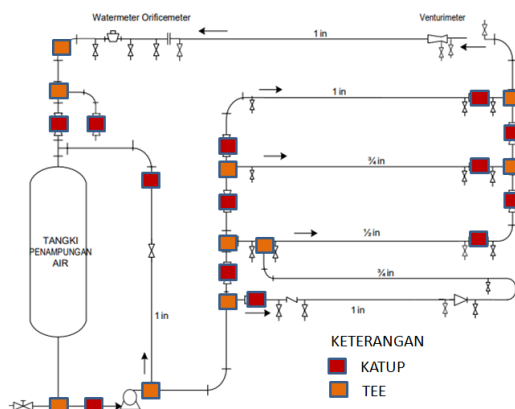 Watermeter Orificemeter
Venturimeter
1 in
1 in
¾ in
½ in
¾ in
1 in
1 in
TANGKI
PENAMPUNGAN
AIR
KETERANGAN
KATUP
TEE